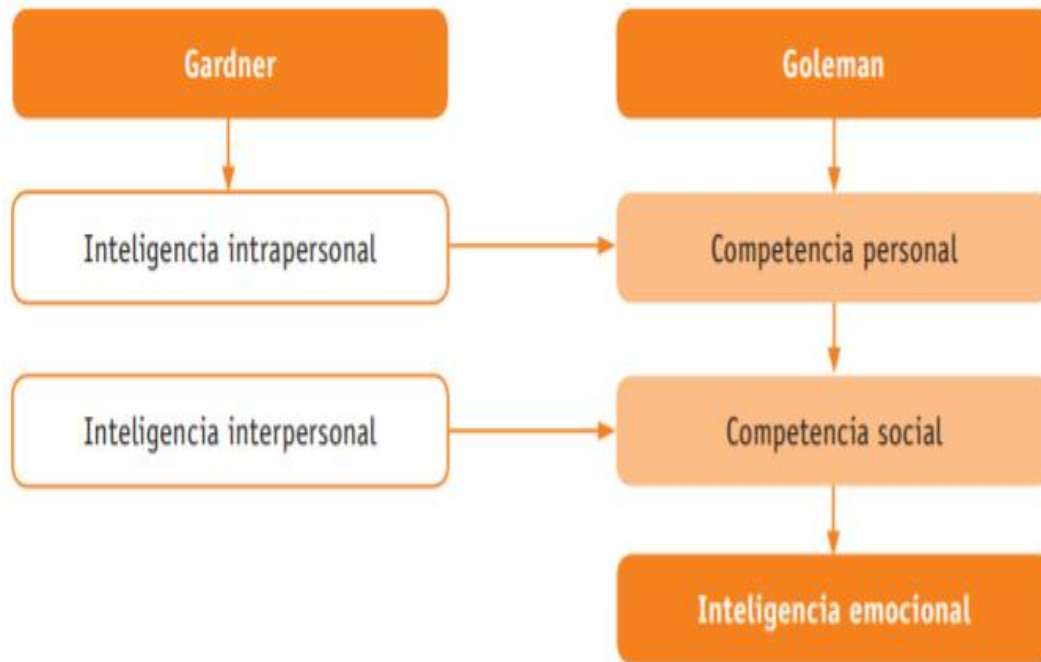 Gardner
Goleman
Inteligencia intrapersonal
Competencia personal
Inteligencia interpersonal
Competencia social
Inteligencia emocional